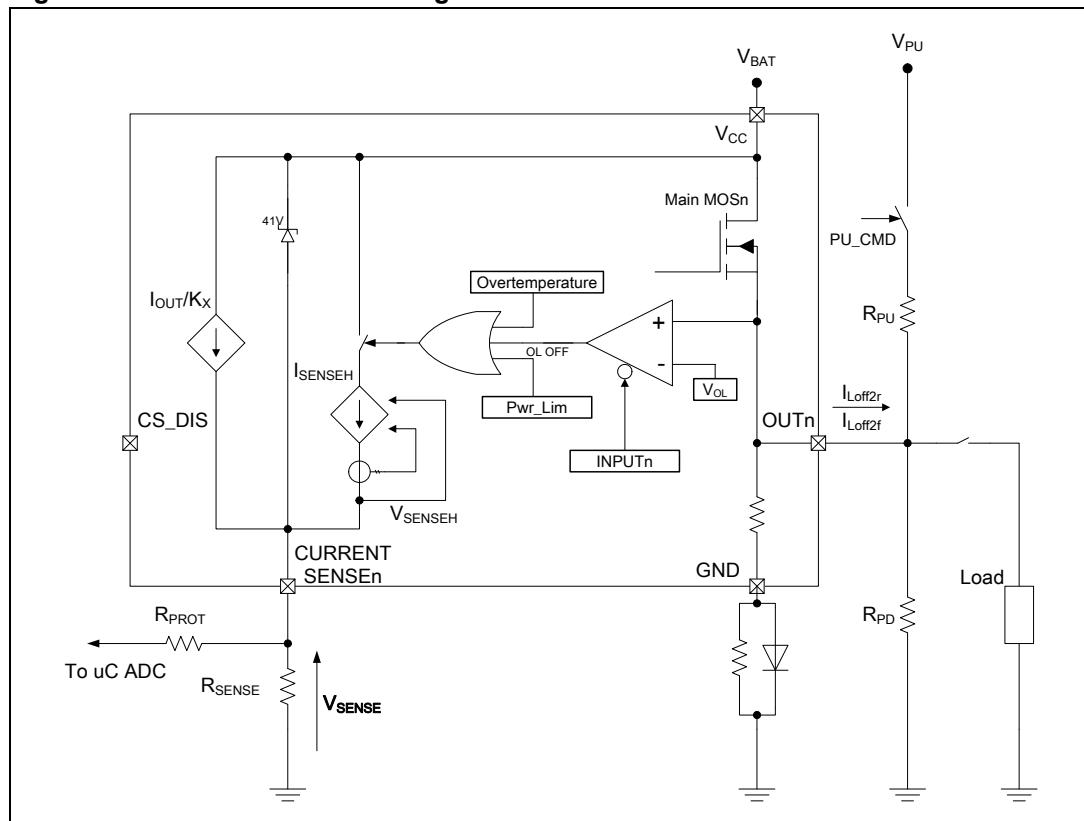 V_BAT
V_PU
V_CC
41V
Main MOSn
PU_CMD
Overtemperature
I_OUT/K_X
R_PU
+
OL OFF
-
I_SENSEH
V_OL
Pwr_Lim
I_Loff2r
CS_DIS
OUTn
I_Loff2f
INPUTn
V_SENSEH
CURRENT
SENSEn
GND
Load
R_PROT
R_PD
To uC ADC
R_SENSE
V_SENSE